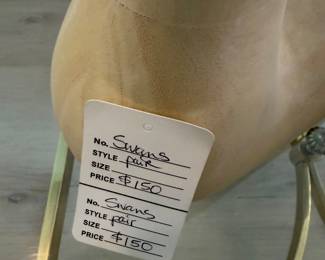 No. Swans
STYLE pair
SIZE
PRICE $150
No. Swans
STYLE pair
SIZE
PRICE $150